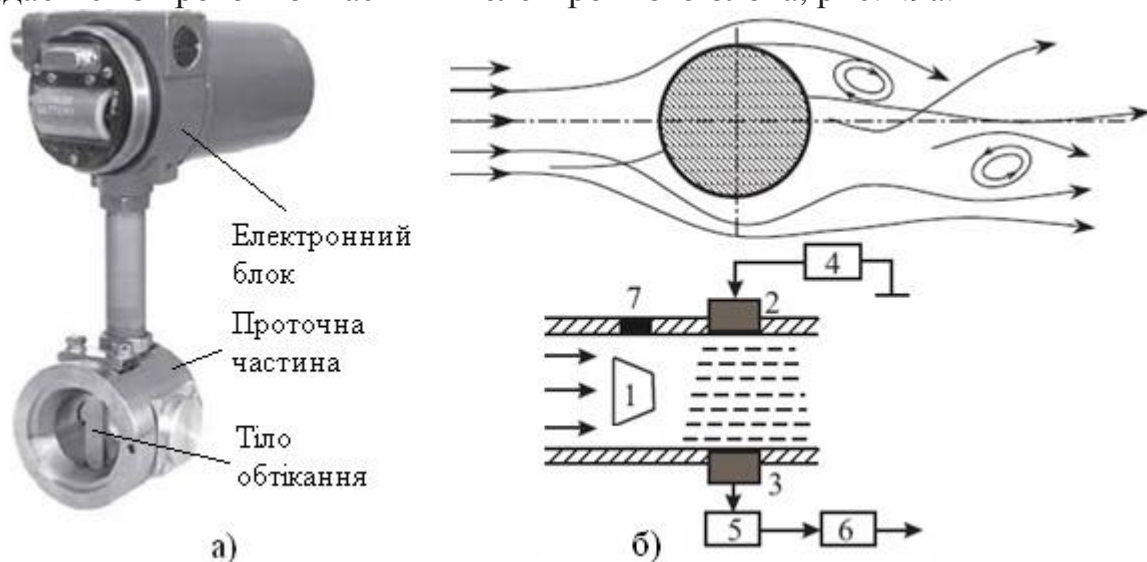 Електронний
блок
Проточна
частина
Тіло
обтікання
а)
4
2
7
1
3
5
6
б)